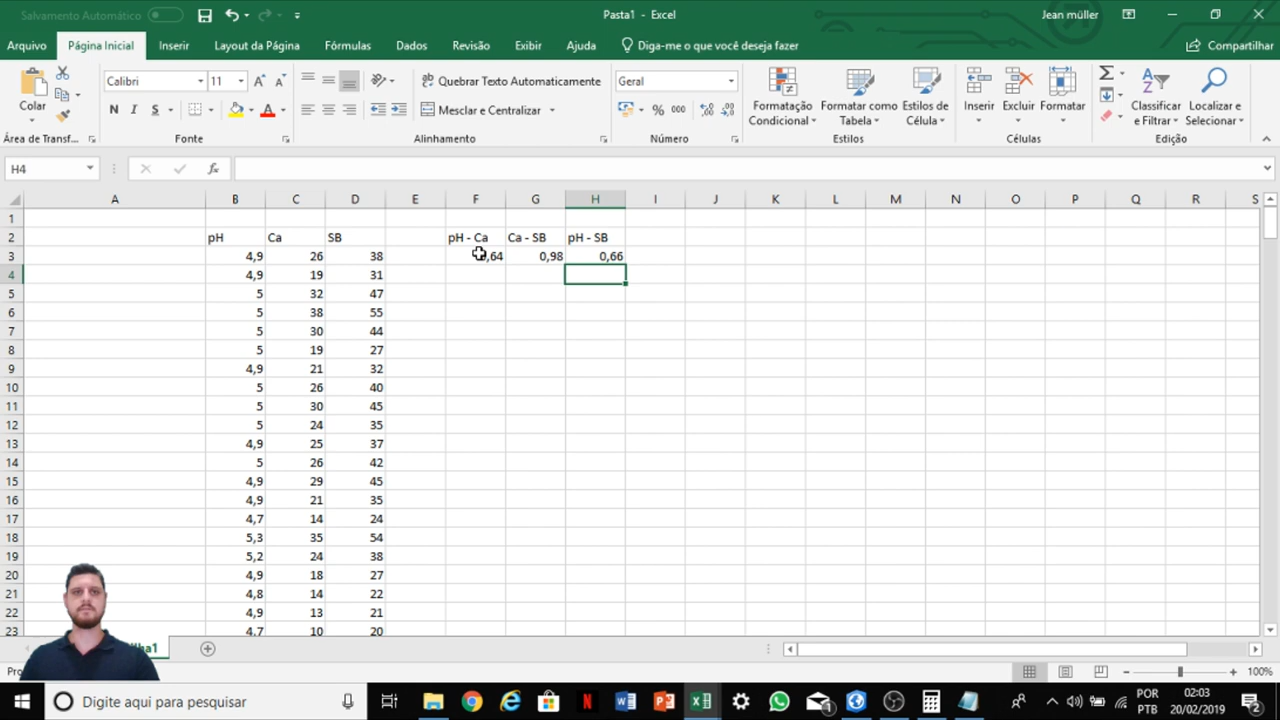 Salvamento Automático
Pasta1 - Excel
Jean müller
Arquivo Página Inicial Inserir Layout da Página Fórmulas Dados Revisão Exibir Ajuda Diga-me o que você deseja fazer Compartilhar
Colar
Calibri 11
Quebrar Texto Automaticamente
Geral
N I S
Mesclar e Centralizar
% 000
Formatação Condicional
Formatar como Tabela
Estilos de Célula
Inserir
Excluir
Formatar
Classificar e Filtrar
Localizar e Selecionar
Área de Transf... Fonte Alinhamento Número Estilos Células Edição
H4 fx
A B C D E F G H I J K L M N O P Q R S
1
2 pH Ca SB pH - Ca Ca - SB pH - SB
3 4,9 26 38 ,64 0,98 0,66
4 4,9 19 31
5 5 32 47
6 5 38 55
7 5 30 44
8 5 19 27
9 4,9 21 32
10 5 26 40
11 5 30 45
12 5 24 35
13 4,9 25 37
14 5 26 42
15 4,9 29 45
16 4,9 21 35
17 4,7 14 24
18 5,3 35 54
19 5,2 24 38
20 4,9 18 27
21 4,8 14 22
22 4,9 13 21
23 4,7 10 20
lha1
100%
Digite aqui para pesquisar
POR
PTB
02:03
20/02/2019
2